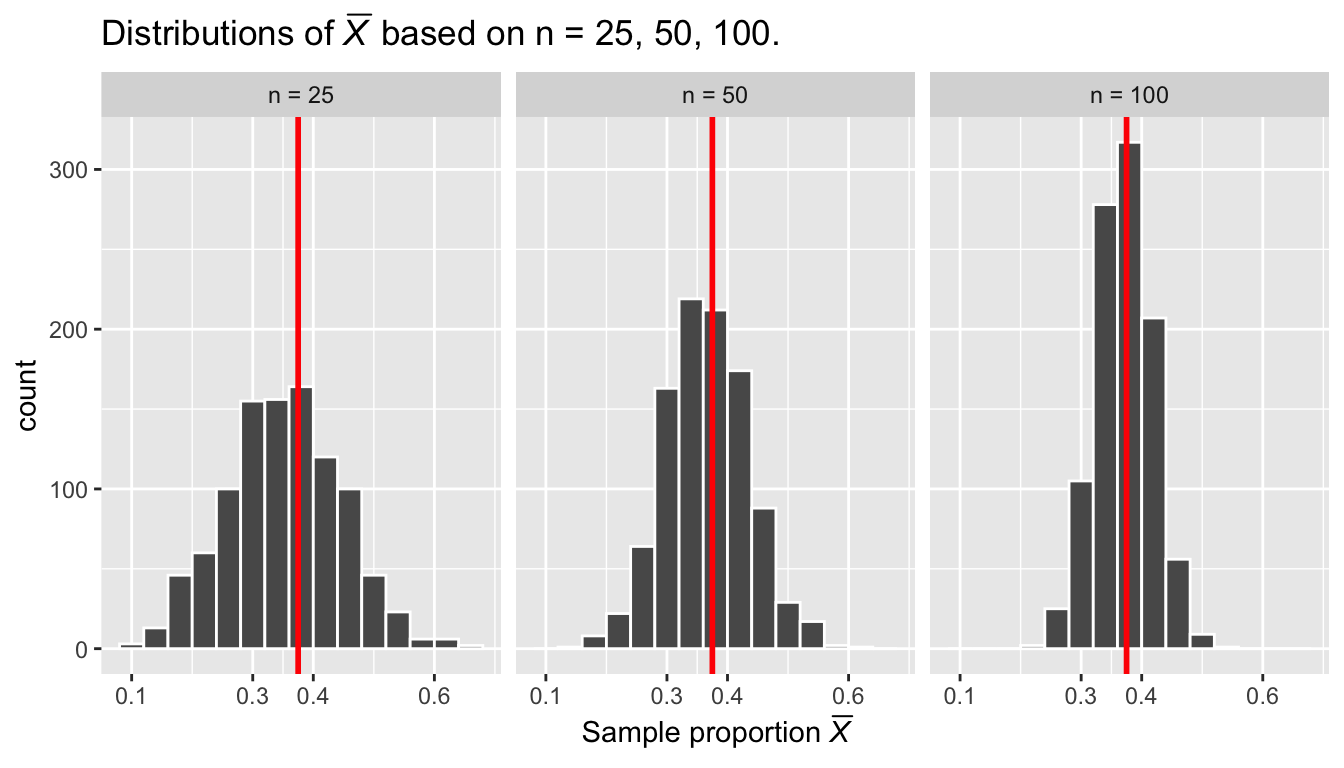 Distributions of X̅ based on n = 25, 50, 100.
n = 25 n = 50 n = 100
300
200
100
0
count
0.1 0.3 0.4 0.6 0.1 0.3 0.4 0.6 0.1 0.3 0.4 0.6
Sample proportion X̅